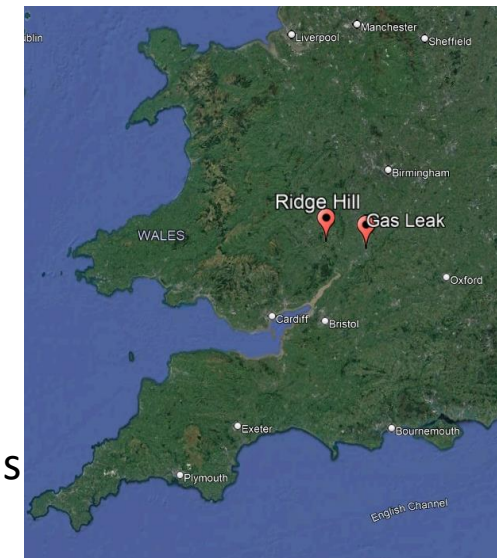 Manchester
Liverpool
Sheffield
ublin
Birmingham
Ridge Hill
Gas Leak
WALES
Oxford
Cardiff
Bristol
Exeter
Bournemouth
s
Plymouth
English Channel